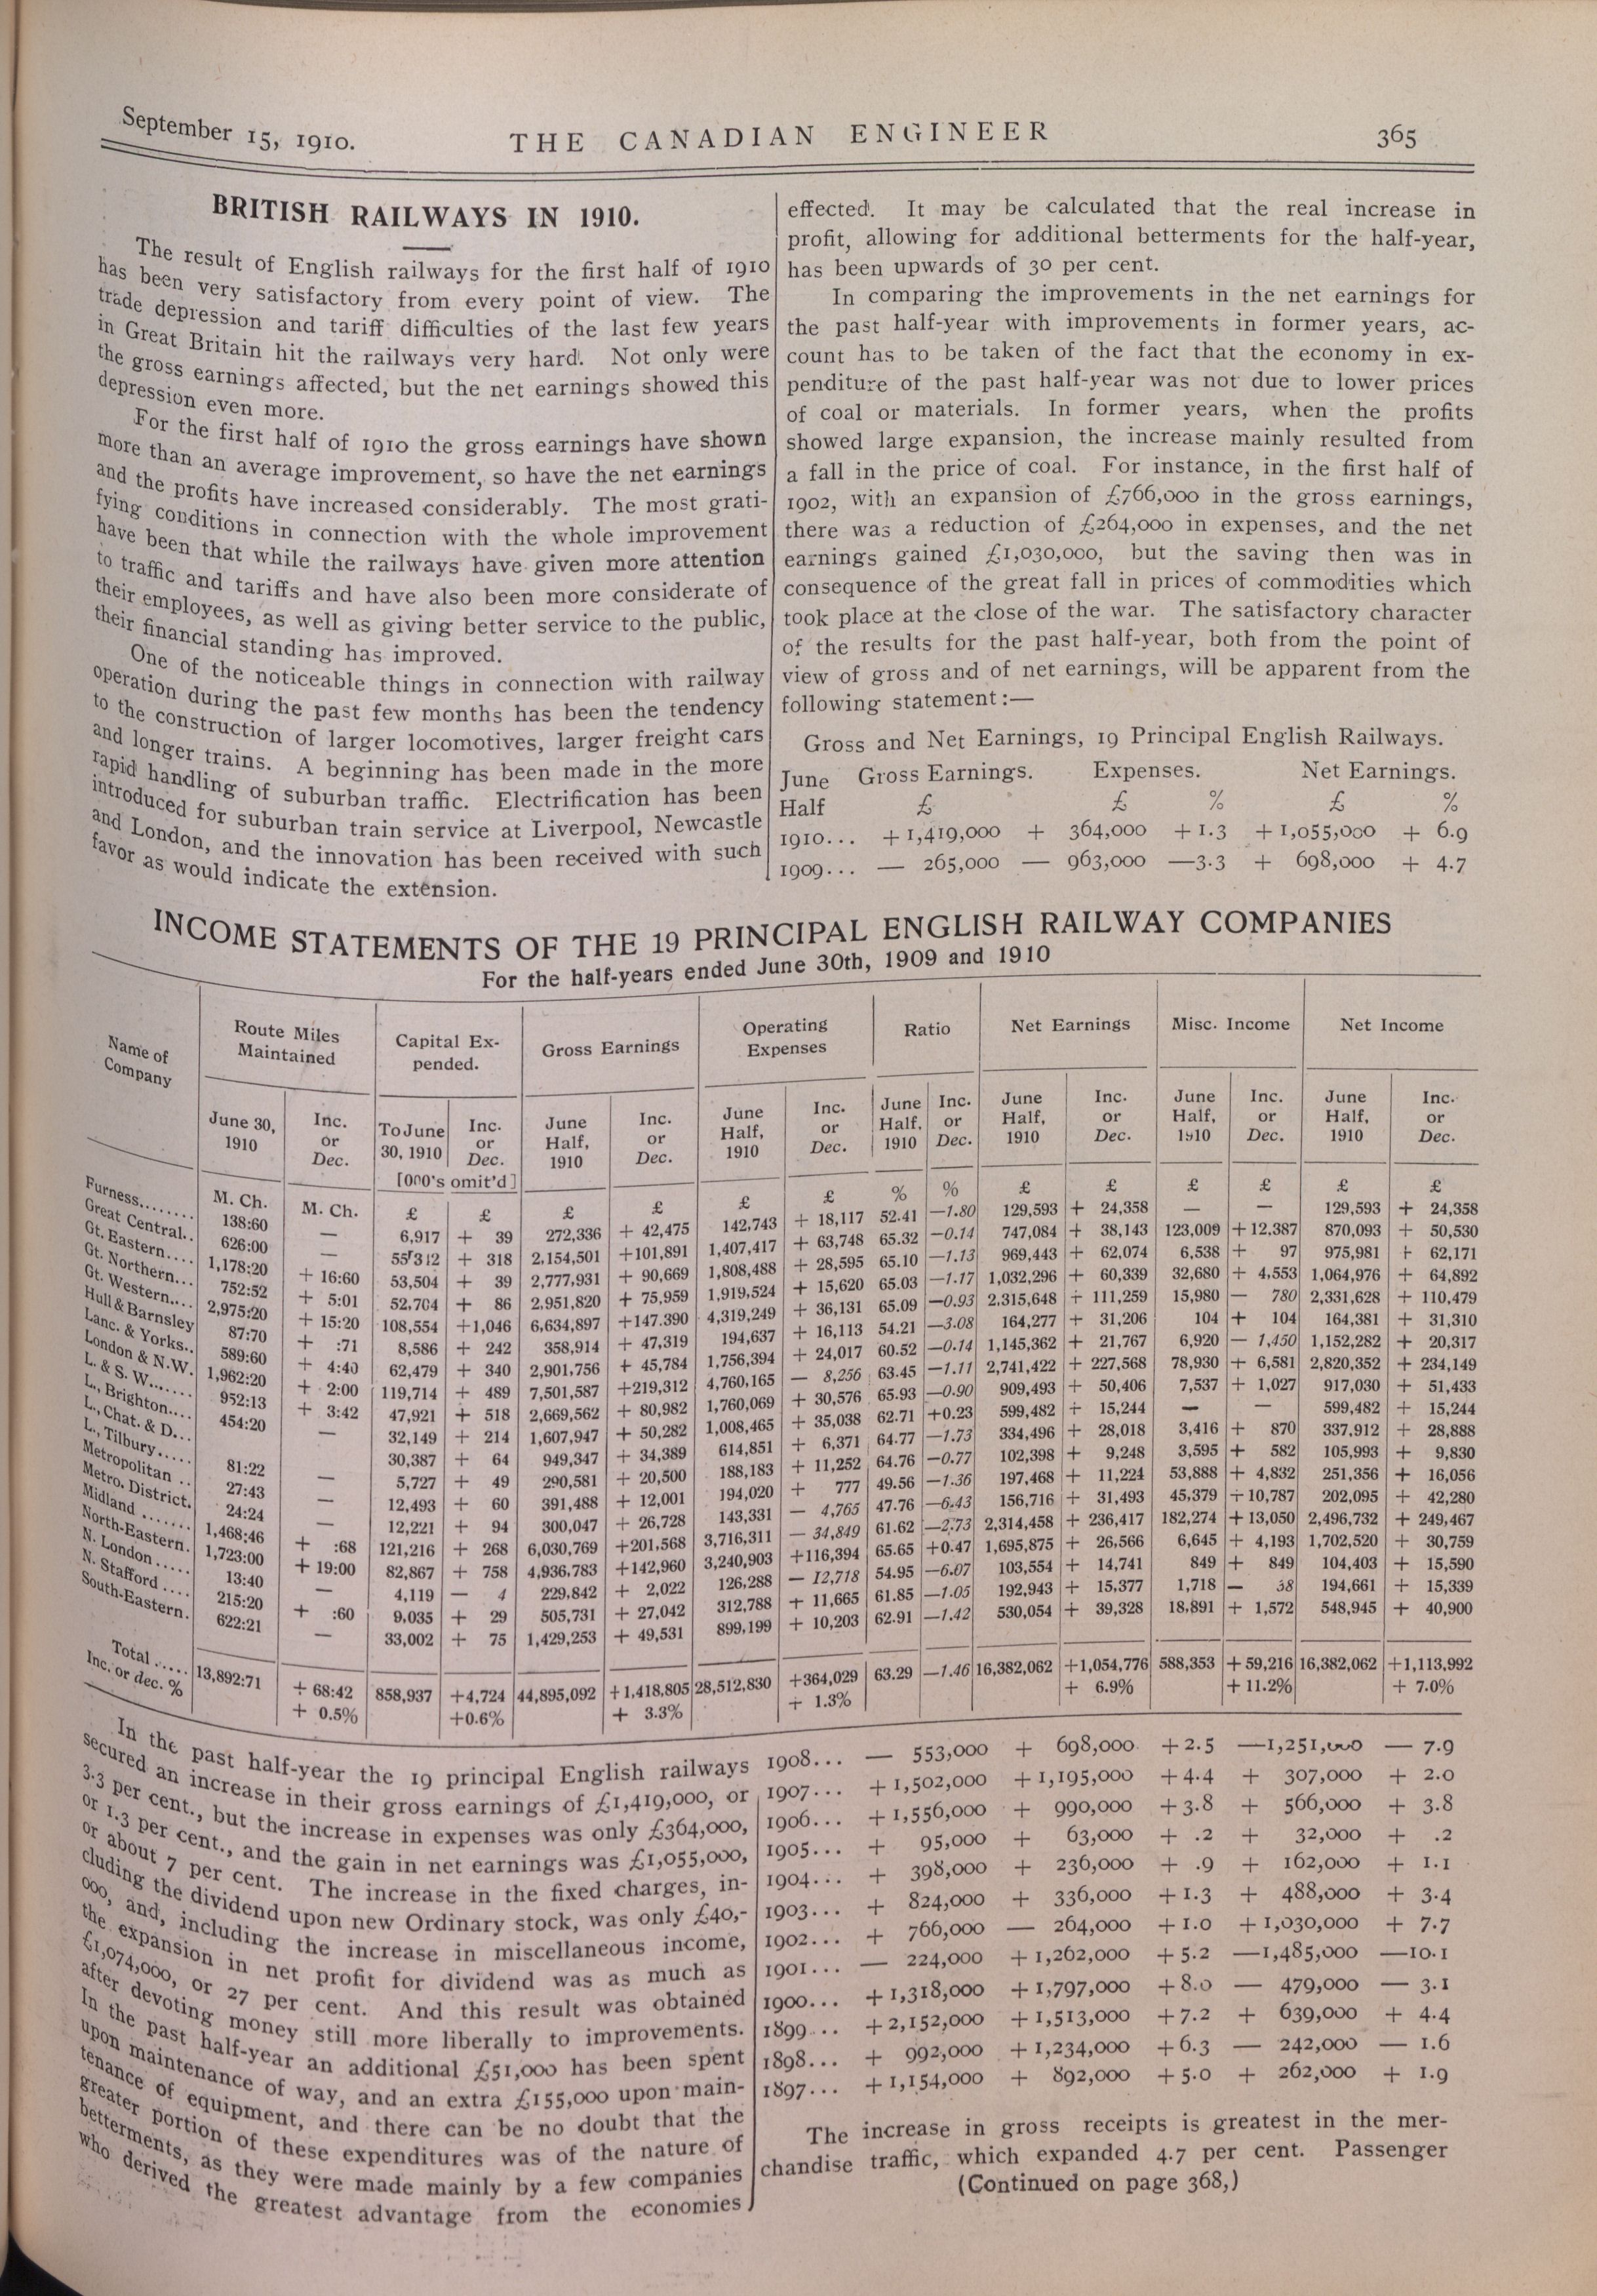 September 15, 1910.
THE CANADIAN ENGINEER
365
BRITISH RAILWAYS IN 1910.
The result of English railways for the first half of 1910
has been very satisfactory from every point of view. The
trade depression and tariff difficulties of the last few years
in Great Britain hit the railways very hard. Not only were
the gross earnings affected, but the net earnings showed this
depression even more.
For the first half of 1910 the gross earnings have shown
more than an average improvement, so have the net earnings
and the profits have increased considerably. The most grati-
fying conditions in connection with the whole improvement
have been that while the railways have given more attention
to traffic and tariffs and have also been more considerate of
their employees, as well as giving better service to the public,
their financial standing has improved.
One of the noticeable things in connection with railway
operation during the past few months has been the tendency
to the construction of larger locomotives, larger freight cars
and longer trains. A beginning has been made in the more
rapid handling of suburban traffic. Electrification has been
introduced for suburban train service at Liverpool, Newcastle
and London, and the innovation has been received with such
favor as would indicate the extension.
effected. It may be calculated that the real increase in
profit, allowing for additional betterments for the half-year,
has been upwards of 30 per cent.
In comparing the improvements in the net earnings for
the past half-year with improvements in former years, ac-
count has to be taken of the fact that the economy in ex-
penditure of the past half-year was not due to lower prices
of coal or materials. In former years, when the profits
showed large expansion, the increase mainly resulted from
a fall in the price of coal. For instance, in the first half of
1902, with an expansion of £766,000 in the gross earnings,
there was a reduction of £264,000 in expenses, and the net
earnings gained £1,030,000, but the saving then was in
consequence of the great fall in prices of commodities which
took place at the close of the war. The satisfactory character
of the results for the past half-year, both from the point of
view of gross and of net earnings, will be apparent from the
following statement:—
Gross and Net Earnings, 19 Principal English Railways.
June Gross Earnings. Expenses. Net Earnings.
Half £ £ % £ %
1910... +1,419,000 + 364,000 +1.3 +1,055,000 + 6.9
1909... — 265,000 — 963,000 —3.3 + 698,000 + 4.7
INCOME STATEMENTS OF THE 19 PRINCIPAL ENGLISH RAILWAY COMPANIES
For the half-years ended June 30th, 1909 and 1910
Name of Company
Route Miles Maintained
Capital Ex-pended.
Gross Earnings
Operating Expenses
Ratio
Net Earnings
Misc. Income
Net Income
June 30, 1910
Inc. or Dec.
To June 30, 1910
Inc. or Dec.
June Half, 1910
Inc. or Dec.
June Half, 1910
Inc. or Dec.
June Half, 1910
Inc. or Dec.
June Half, 1910
Inc. or Dec.
June Half, 1910
Inc. or Dec.
June Half, 1910
Inc. or Dec.
[000's omit'd]
M. Ch. M. Ch. £ £ £ £ £ £ % % £ £ £ £ £ £
Furness........ 138:60 — 6,917 + 39 272,336 + 42,475 142,743 + 18,117 52.41 —1.80 129,593 + 24,358 — — 129,593 + 24,358
Great Central.. 626:00 — 55,312 + 318 2,154,501 +101,891 1,407,417 + 63,748 65.32 —0.14 747,084 + 38,143 123,009 +12,387 870,093 + 50,530
Gt. Eastern.... 1,178:20 + 16:60 53,504 + 39 2,777,931 + 90,669 1,808,488 + 28,595 65.10 —1.13 969,443 + 62,074 6,538 + 97 975,981 + 62,171
Gt. Northern... 752:52 + 5:01 52,704 + 86 2,951,820 + 75,959 1,919,524 + 15,620 65.03 —1.17 1,032,296 + 60,339 32,680 + 4,553 1,064,976 + 64,892
Gt. Western.... 2,975:20 + 15:20 108,554 +1,046 6,634,897 +147.390 4,319,249 + 36,131 65.09 —0.93 2,315,648 + 111,259 15,980 — 780 2,331,628 + 110,479
Hull & Barnsley 87:70 + :71 8,586 + 242 358,914 + 47,319 194,637 + 16,113 54.21 —3.08 164,277 + 31,206 104 + 104 164,381 + 31,310
Lanc. & Yorks.. 589:60 + 4:40 62,479 + 340 2,901,756 + 45,784 1,756,394 + 24,017 60.52 —0.14 1,145,362 + 21,767 6,920 — 1,450 1,152,282 + 20,317
London & N.W. 1,962:20 + 2:00 119,714 + 489 7,501,587 +219,312 4,760,165 — 8,256 63.45 —1.11 2,741,422 + 227,568 78,930 + 6,581 2,820,352 + 234,149
L. & S. W....... 952:13 + 3:42 47,921 + 518 2,669,562 + 80,982 1,760,069 + 30,576 65.93 —0.90 909,493 + 50,406 7,537 + 1,027 917,030 + 51,433
L., Brighton.... 454:20 — 32,149 + 214 1,607,947 + 50,282 1,008,465 + 35,038 62.71 +0.23 599,482 + 15,244 — — 599,482 + 15,244
L., Chat. & D... 30,387 + 64 949,347 + 34,389 614,851 + 6,371 64.77 —1.73 334,496 + 28,018 3,416 + 870 337,912 + 28,888
L., Tilbury..... 81:22 — 5,727 + 49 290,581 + 20,500 188,183 + 11,252 64.76 —0.77 102,398 + 9,248 3,595 + 582 105,993 + 9,830
Metropolitan .. 27:43 — 12,493 + 60 391,488 + 12,001 194,020 + 777 49.56 —1.36 197,468 + 11,224 53,888 + 4,832 251,356 + 16,056
Metro. District. 24:24 — 12,221 + 94 300,047 + 26,728 143,331 — 4,765 47.76 —6.43 156,716 + 31,493 45,379 +10,787 202,095 + 42,280
Midland ....... 1,468:46 + :68 121,216 + 268 6,030,769 +201,568 3,716,311 — 34,849 61.62 —2.73 2,314,458 + 236,417 182,274 +13,050 2,496,732 + 249,467
North-Eastern. 1,723:00 + 19:00 82,867 + 758 4,936,783 +142,960 3,240,903 +116,394 65.65 +0.47 1,695,875 + 26,566 6,645 + 4,193 1,702,520 + 30,759
N. London .... 13:40 — 4,119 — 4 229,842 + 2,022 126,288 — 12,718 54.95 —6.07 103,554 + 14,741 849 + 849 104,403 + 15,590
N. Stafford .... 215:20 + :60 9,035 + 29 505,731 + 27,042 312,788 + 11,665 61.85 —1.05 192,943 + 15,377 1,718 — 38 194,661 + 15,339
South-Eastern. 622:21 — 33,002 + 75 1,429,253 + 49,531 899,199 + 10,203 62.91 —1.42 530,054 + 39,328 18,891 + 1,572 548,945 + 40,900
Total ..... 13,892:71 + 68:42 858,937 +4,724 44,895,092 +1,418,805 28,512,830 +364,029 63.29 —1.46 16,382,062 +1,054,776 588,353 + 59,216 16,382,062 +1,113,992
Inc. or dec. % + 0.5% +0.6% + 3.3% + 1.3% + 6.9% +11.2% + 7.0%
In the past half-year the 19 principal English railways
secured an increase in their gross earnings of £1,419,000, or
3.3 per cent., but the increase in expenses was only £364,000,
or 1.3 per cent., and the gain in net earnings was £1,055,000,
or about 7 per cent. The increase in the fixed charges, in-
cluding the dividend upon new Ordinary stock, was only £40,-
000, and, including the increase in miscellaneous income,
the expansion in net profit for dividend was as much as
£1,074,000, or 27 per cent. And this result was obtained
after devoting money still more liberally to improvements.
In the past half-year an additional £51,000 has been spent
upon maintenance of way, and an extra £155,000 upon main-
tenance of equipment, and there can be no doubt that the
greater portion of these expenditures was of the nature of
betterments, as they were made mainly by a few companies
who derived the greatest advantage from the economies
1908... — 553,000 + 698,000 +2.5 —1,251,000 — 7.9
1907... +1,502,000 +1,195,000 +4.4 + 307,000 + 2.0
1906... +1,556,000 + 990,000 +3.8 + 566,000 + 3.8
1905... + 95,000 + 63,000 + .2 + 32,000 + .2
1904... + 398,000 + 236,000 + .9 + 162,000 + 1.1
1903... + 824,000 + 336,000 +1.3 + 488,000 + 3.4
1902... + 766,000 — 264,000 +1.0 +1,030,000 + 7.7
1901... — 224,000 +1,262,000 +5.2 —1,485,000 —10.1
1900... +1,318,000 +1,797,000 +8.0 — 479,000 — 3.1
1899... +2,152,000 +1,513,000 +7.2 + 639,000 + 4.4
1898... + 992,000 +1,234,000 +6.3 — 242,000 — 1.6
1897... +1,154,000 + 892,000 +5.0 + 262,000 + 1.9
The increase in gross receipts is greatest in the mer-
chandise traffic, which expanded 4.7 per cent. Passenger
(Continued on page 368,)